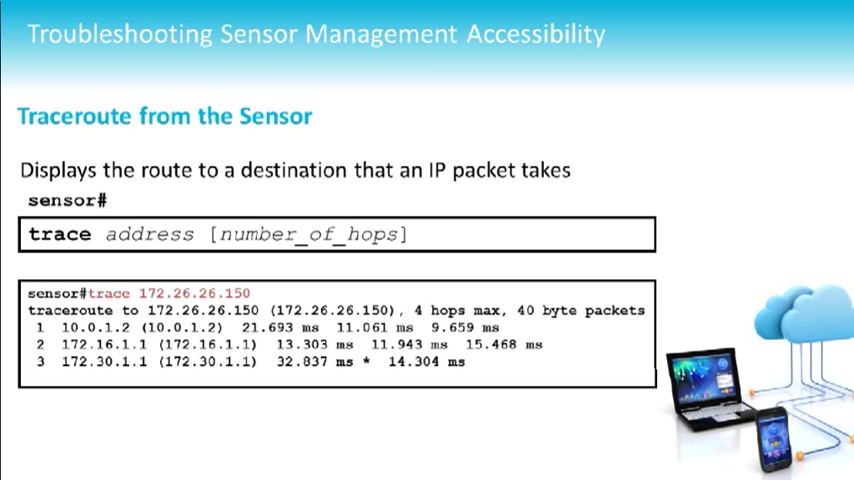 Troubleshooting Sensor Management Accessibility
Traceroute from the Sensor
Displays the route to a destination that an IP packet takes
sensor#
trace address [number_of_hops]
sensor#trace 172.26.26.150
traceroute to 172.26.26.150 (172.26.26.150), 4 hops max, 40 byte packets
1 10.0.1.2 (10.0.1.2) 21.693 ms 11.061 ms 9.659 ms
2 172.16.1.1 (172.16.1.1) 13.303 ms 11.943 ms 15.468 ms
3 172.30.1.1 (172.30.1.1) 32.837 ms * 14.304 ms